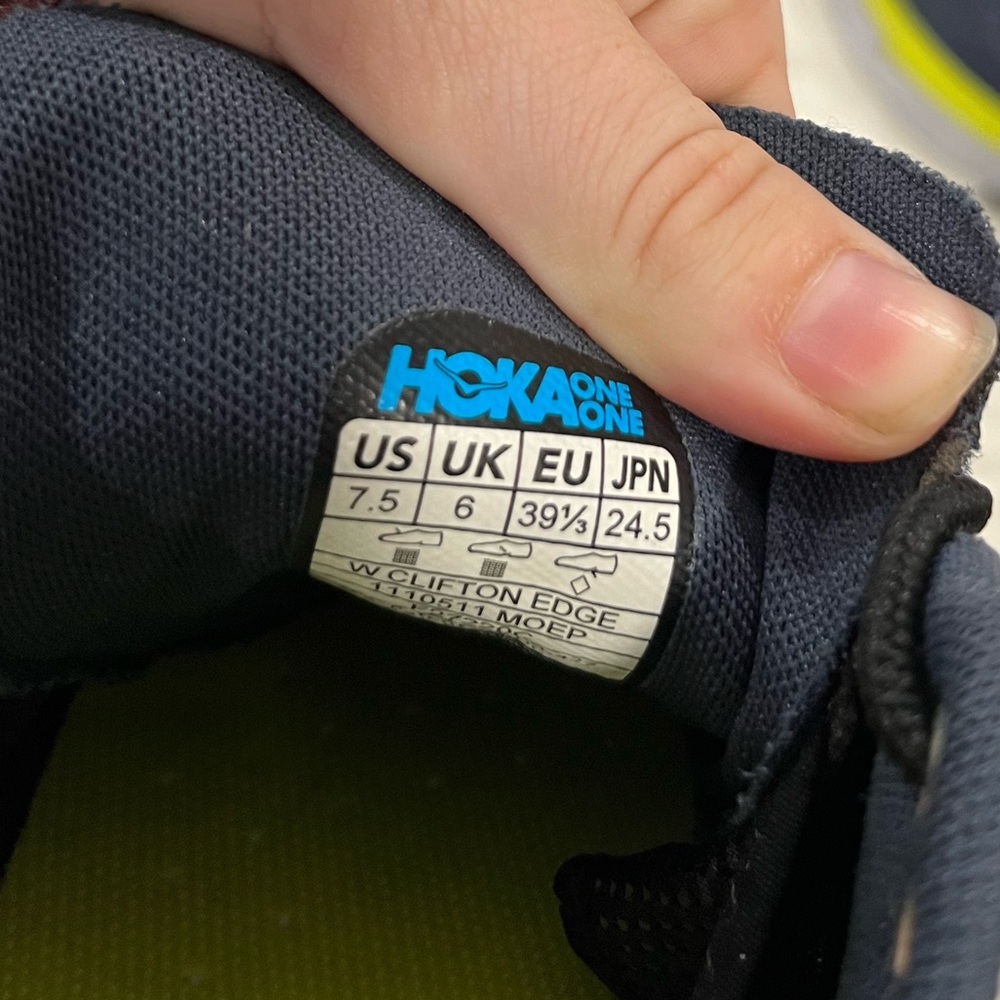 HOKA ONE ONE
US UK EU JPN
7.5 6 39⅓ 24.5
W CLIFTON EDGE
1110511 MOEP